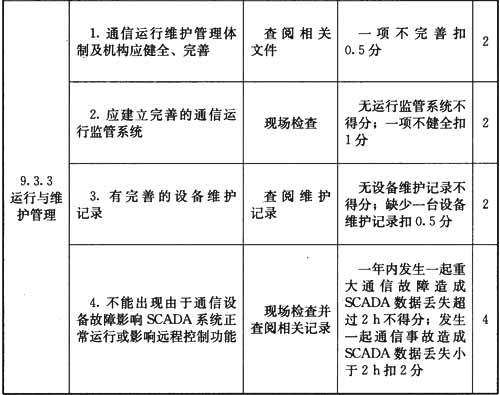 9.3.3
运行与维
护管理
1. 通信运行维护管理体
制及机构应健全、完善
查阅相关
文件
一项不完善扣
0.5 分
2
2. 应建立完善的通信运
行监管系统
现场检查
无运行监管系统不
得分；一项不健全扣
1 分
2
3. 有完善的设备维护
记录
查阅维护
记录
无设备维护记录不
得分；缺少一台设备
维护记录扣 0.5 分
2
4. 不能出现由于通信设
备故障影响 SCADA 系统正
常运行或影响远程控制功能
现场检查并
查阅相关记录
一年内发生一起重
大通信故障造成
SCADA 数据丢失超
过 2 h 不得分；发生
一起通信事故造成
SCADA 数据丢失小
于 2 h 扣 2 分
4